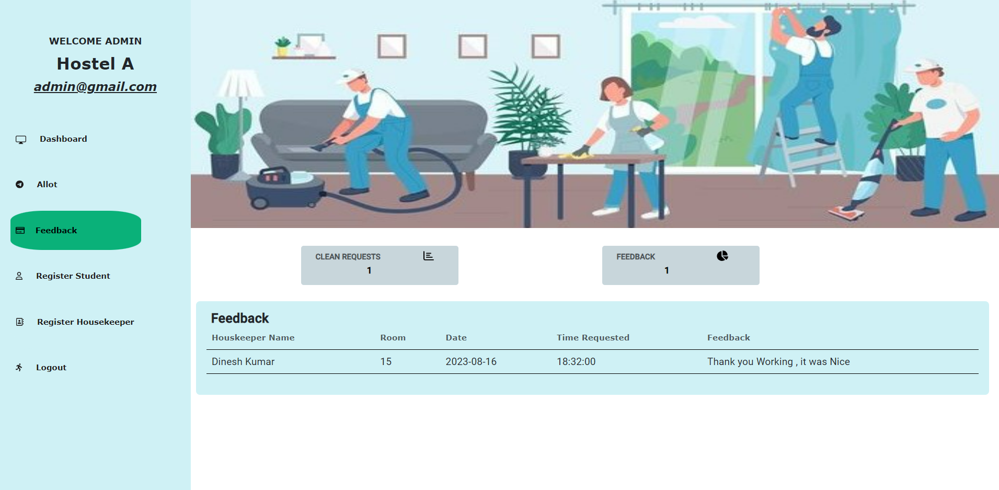 WELCOME ADMIN
Hostel A
admin@gmail.com
Dashboard
Allot
Feedback
Register Student
Register Housekeeper
Logout
CLEAN REQUESTS
1
FEEDBACK
1
Feedback
Houskeeper Name Room Date Time Requested Feedback
Dinesh Kumar 15 2023-08-16 18:32:00 Thank you Working , it was Nice